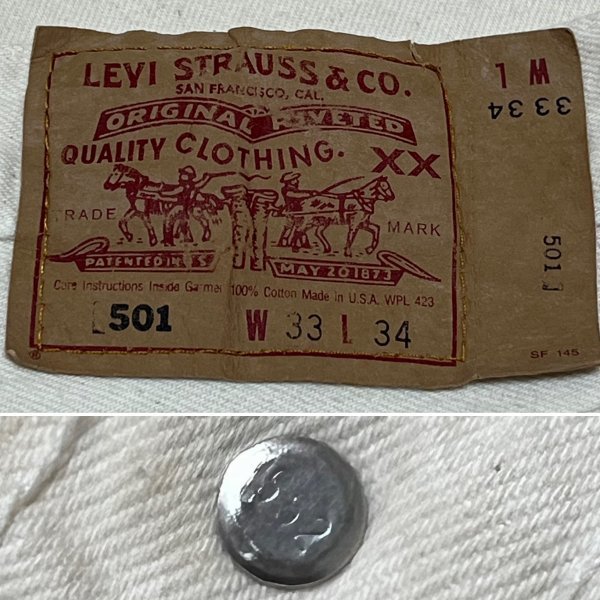 LEVI STRAUSS & CO.
SAN FRANCISCO, CAL.
ORIGINAL RIVETED
QUALITY CLOTHING. XX
TRADE MARK
PATENTED IN U.S. MAY 20 1873
Care Instructions Inside Garment 100% Cotton Made in U.S.A. WPL 423
501 W 33 L 34
®
W L
33 34
501
SF 145